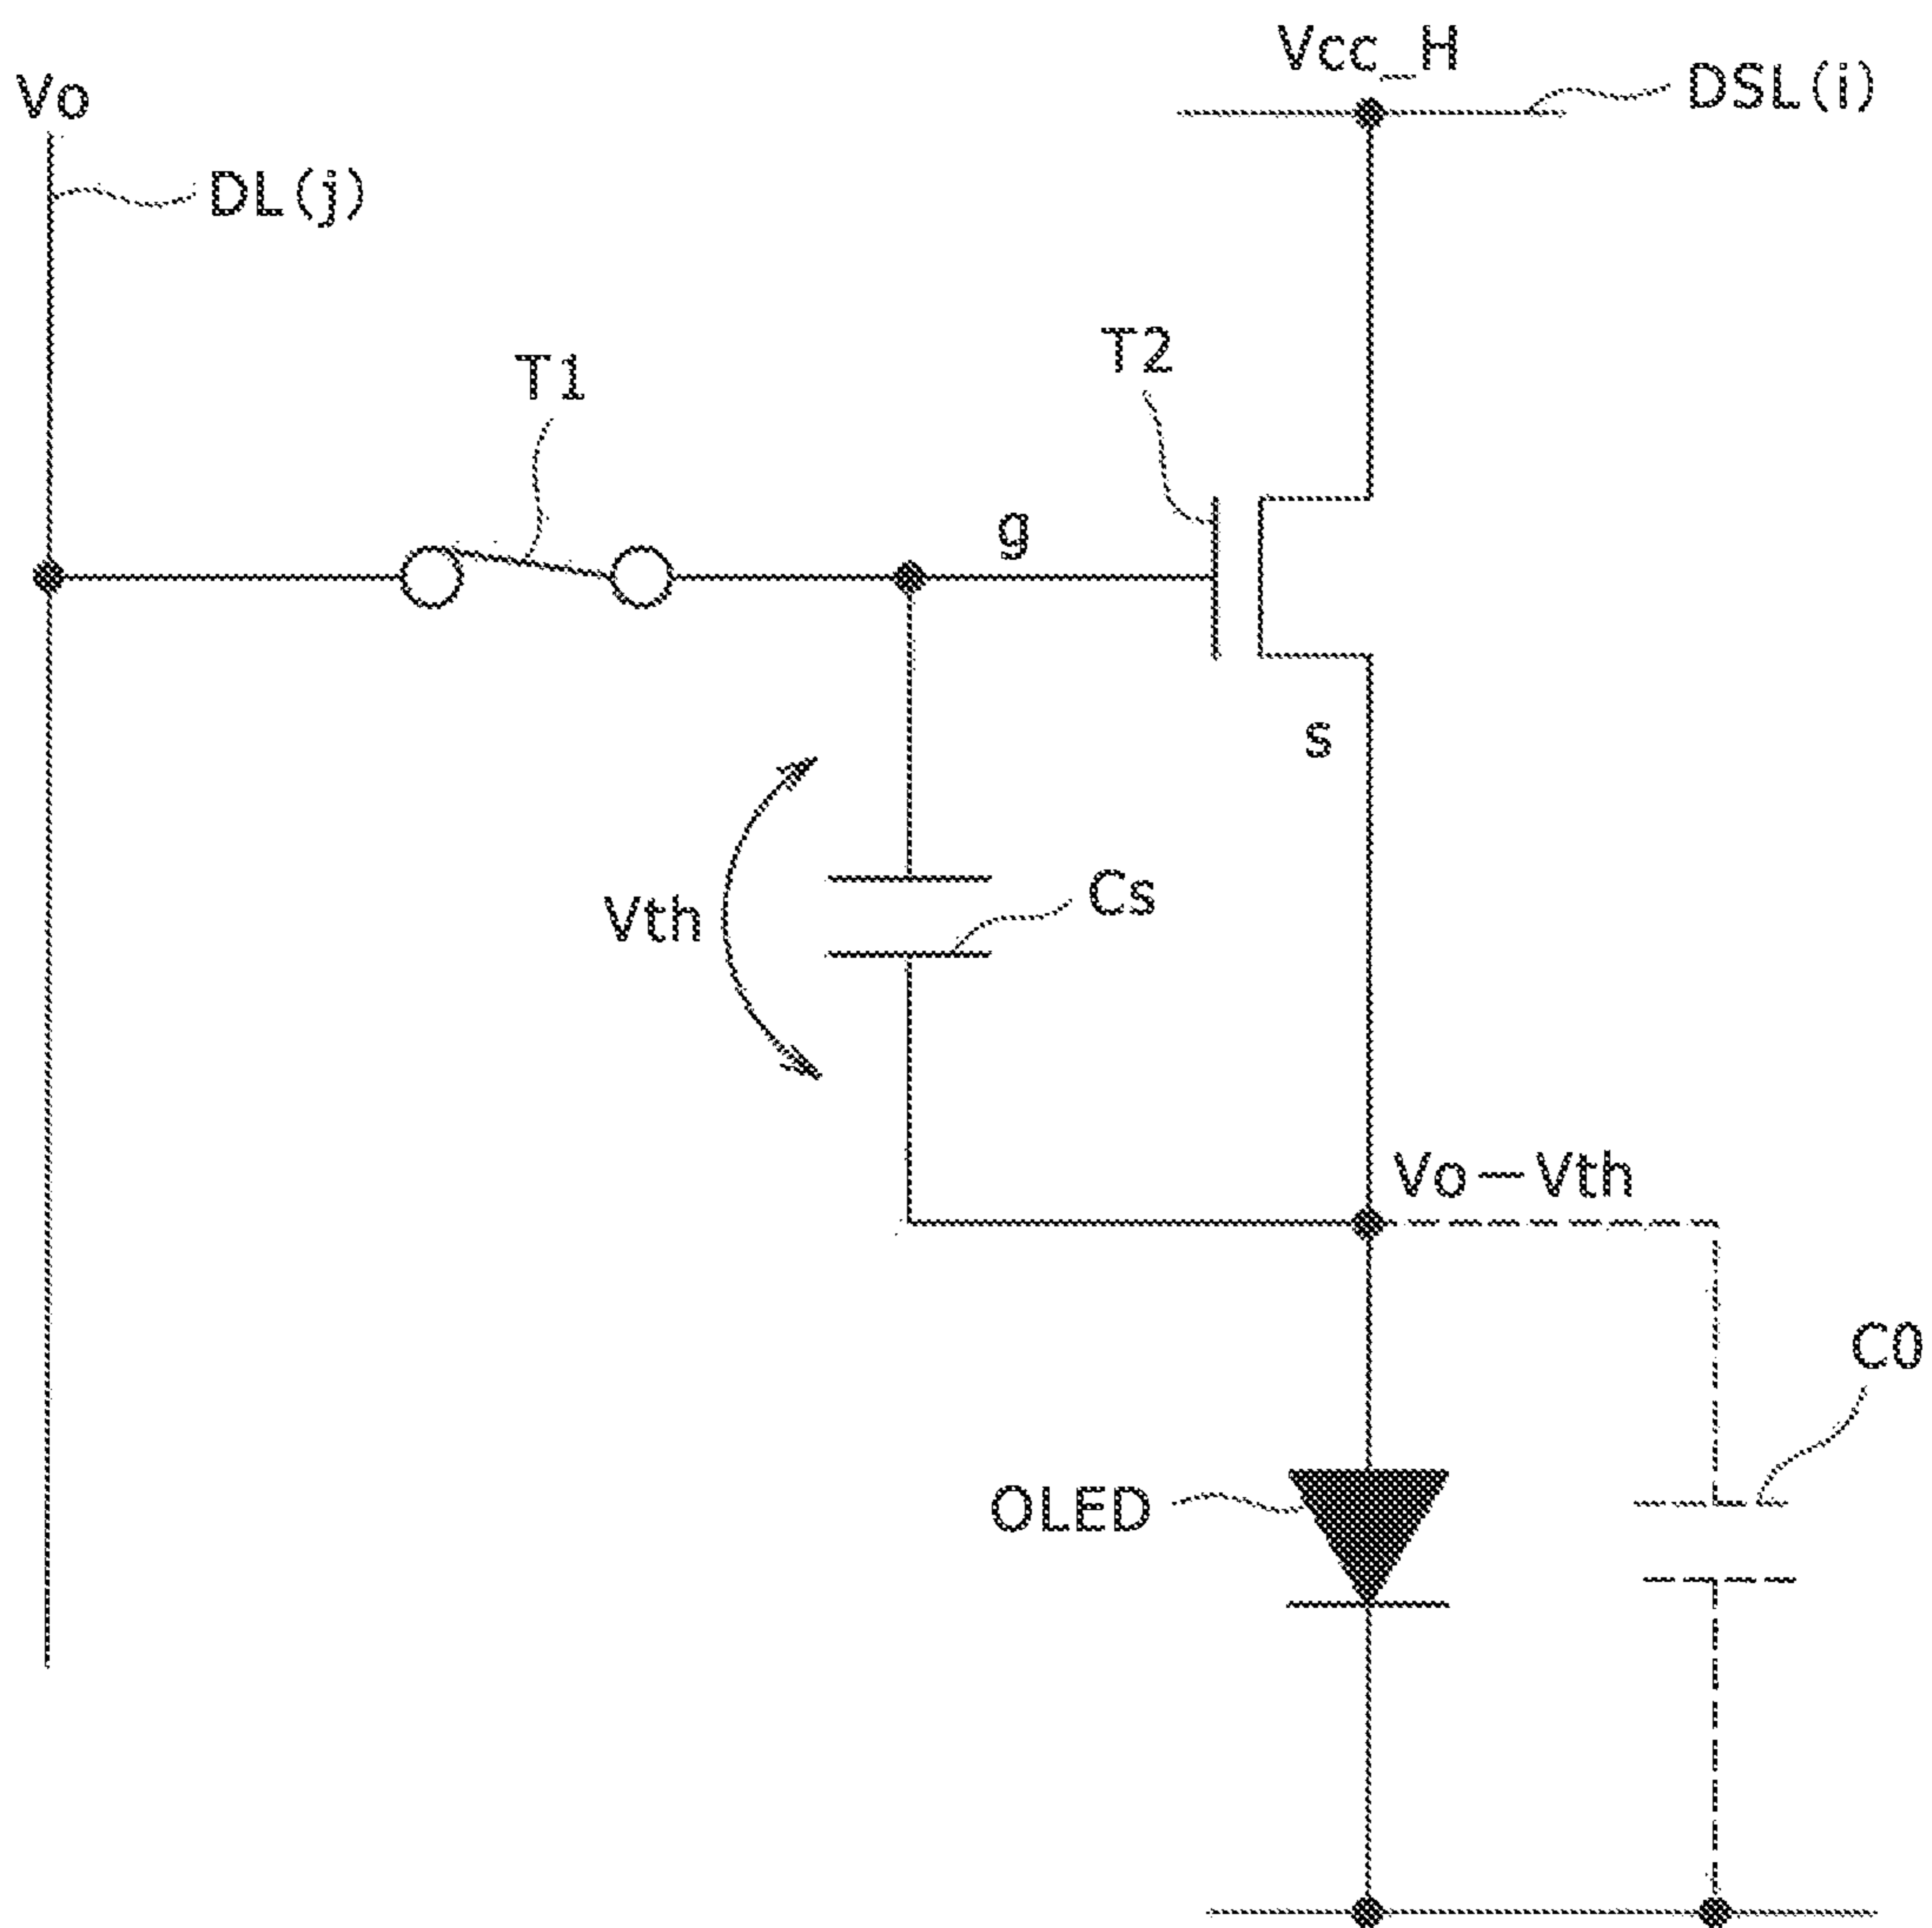 Vcc_H
DSL(i)
Vo
DL(j)
T1
T2
g
s
Vth
Cs
Vo－Vth
C0
OLED